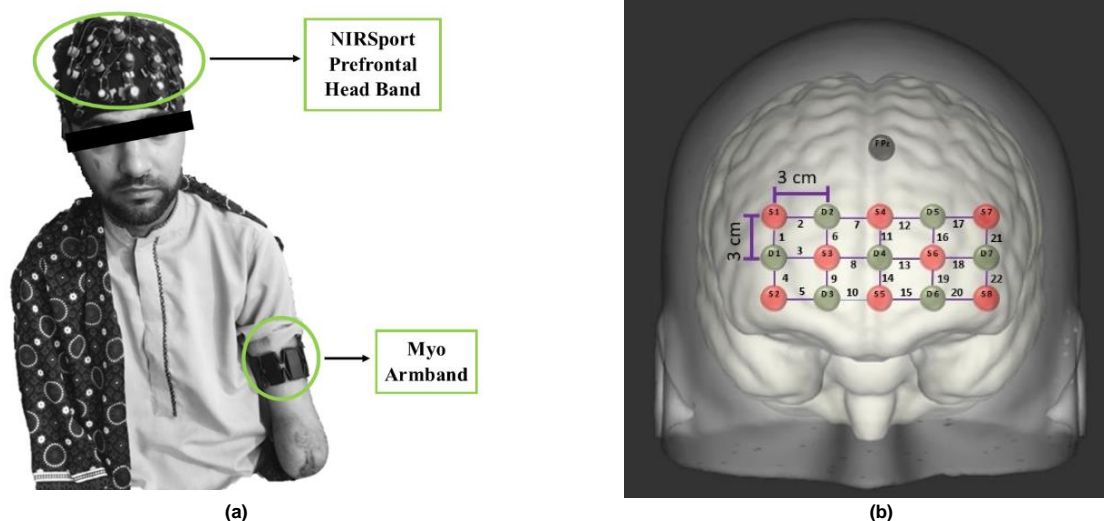 NIRSport
Prefrontal
Head Band
Myo
Armband
(a)
FPz
3 cm
3 cm
S1 2 D2 7 S4 12 D5 17 S7
1 6 11 16 21
D1 3 S3 8 D4 13 S6 18 D7
4 9 14 19 22
S2 5 D3 10 S5 15 D6 20 S8
(b)